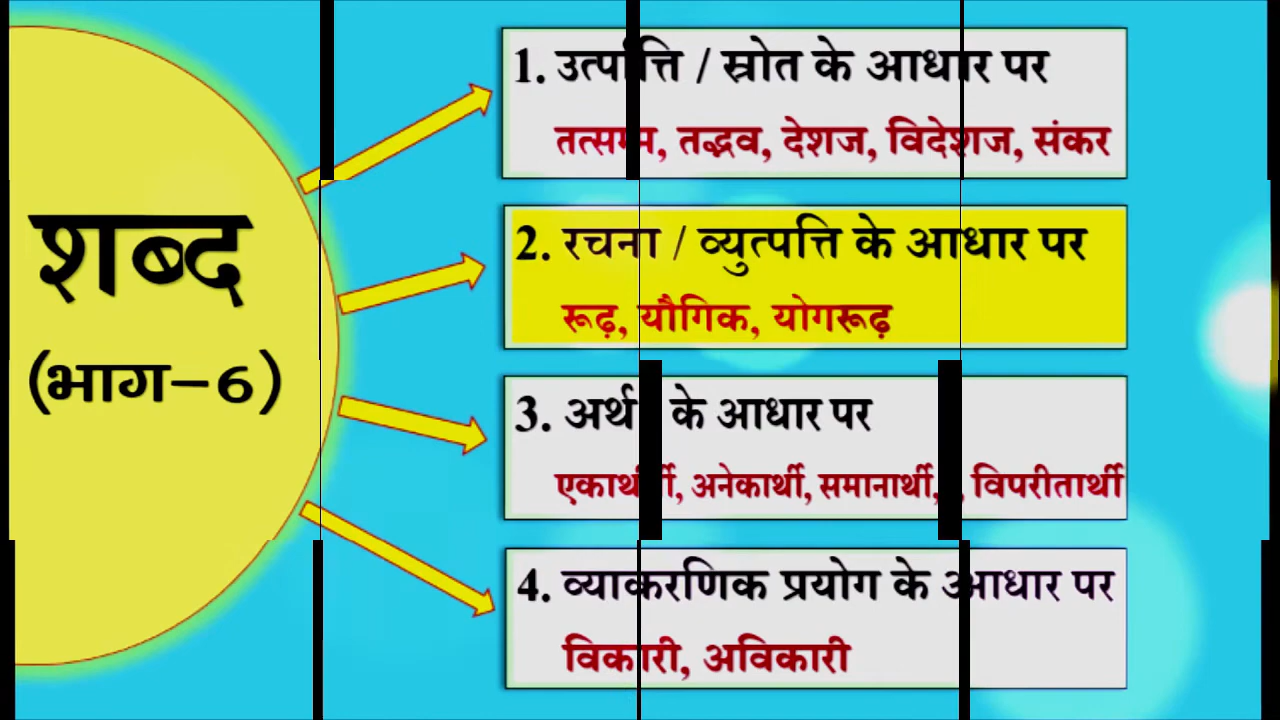 शब्द
(भाग-6)
1. उत्पत्ति / स्रोत के आधार पर
तत्सम, तद्भव, देशज, विदेशज, संकर
2. रचना / व्युत्पत्ति के आधार पर
रूढ़, यौगिक, योगरूढ़
3. अर्थ के आधार पर
एकार्थी, अनेकार्थी, समानार्थी, विपरीतार्थी
4. व्याकरणिक प्रयोग के आधार पर
विकारी, अविकारी